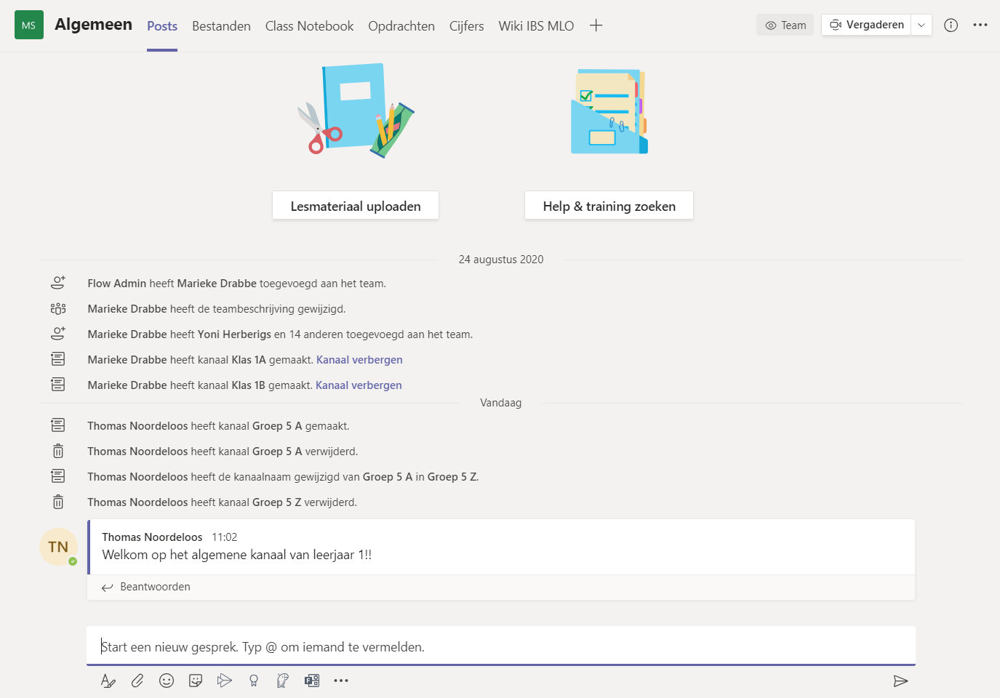 MS Algemeen Posts Bestanden Class Notebook Opdrachten Cijfers Wiki IBS MLO Team Vergaderen
Lesmateriaal uploaden Help & training zoeken
24 augustus 2020
Flow Admin heeft Marieke Drabbe toegevoegd aan het team.
Marieke Drabbe heeft de teambeschrijving gewijzigd.
Marieke Drabbe heeft Yoni Herberigs en 14 anderen toegevoegd aan het team.
Marieke Drabbe heeft kanaal Klas 1A gemaakt. Kanaal verbergen
Marieke Drabbe heeft kanaal Klas 1B gemaakt. Kanaal verbergen
Vandaag
Thomas Noordeloos heeft kanaal Groep 5 A gemaakt.
Thomas Noordeloos heeft kanaal Groep 5 A verwijderd.
Thomas Noordeloos heeft de kanaalnaam gewijzigd van Groep 5 A in Groep 5 Z.
Thomas Noordeloos heeft kanaal Groep 5 Z verwijderd.
TN
Thomas Noordeloos 11:02
Welkom op het algemene kanaal van leerjaar 1!!
Beantwoorden
Start een nieuw gesprek. Typ @ om iemand te vermelden.